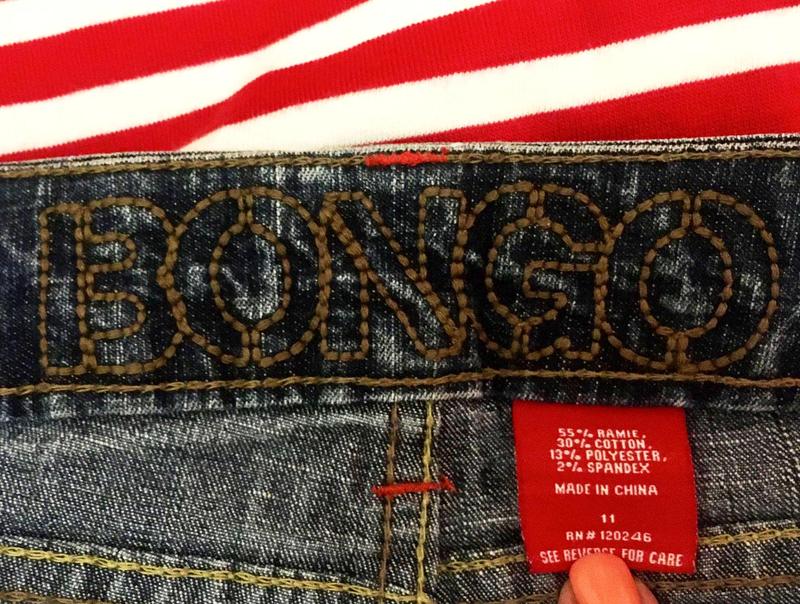 BONGO
55% RAMIE,
30% COTTON,
13% POLYESTER,
2% SPANDEX
MADE IN CHINA
11
RN# 120246
SEE REVERSE FOR CARE